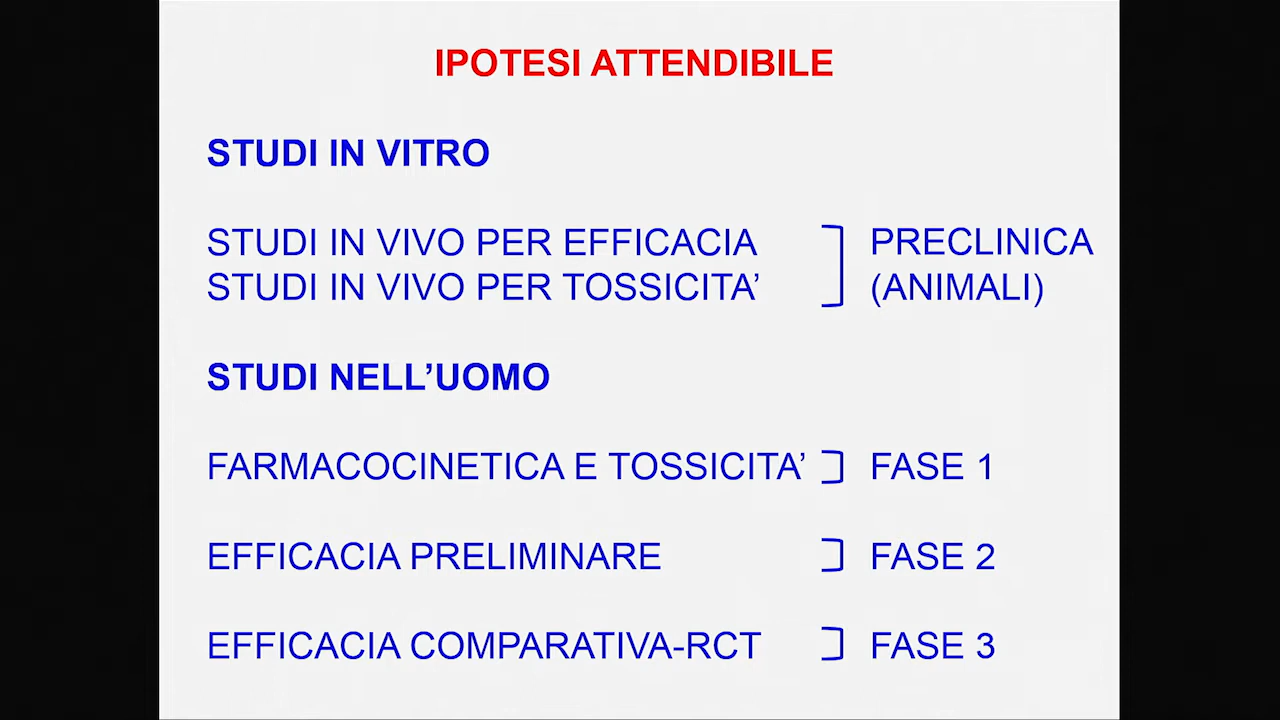 IPOTESI ATTENDIBILE
STUDI IN VITRO
STUDI IN VIVO PER EFFICACIA
STUDI IN VIVO PER TOSSICITA’
PRECLINICA
(ANIMALI)
STUDI NELL’UOMO
FARMACOCINETICA E TOSSICITA’ FASE 1
EFFICACIA PRELIMINARE FASE 2
EFFICACIA COMPARATIVA-RCT FASE 3